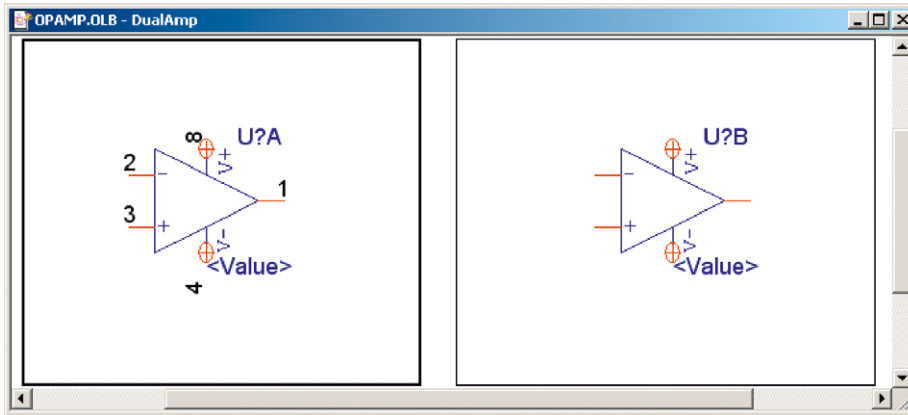 OPAMP.OLB - DualAmp
8
U?A
V+
2
-
1
3
+
V-
<Value>
4
U?B
V+
-
+
V-
<Value>